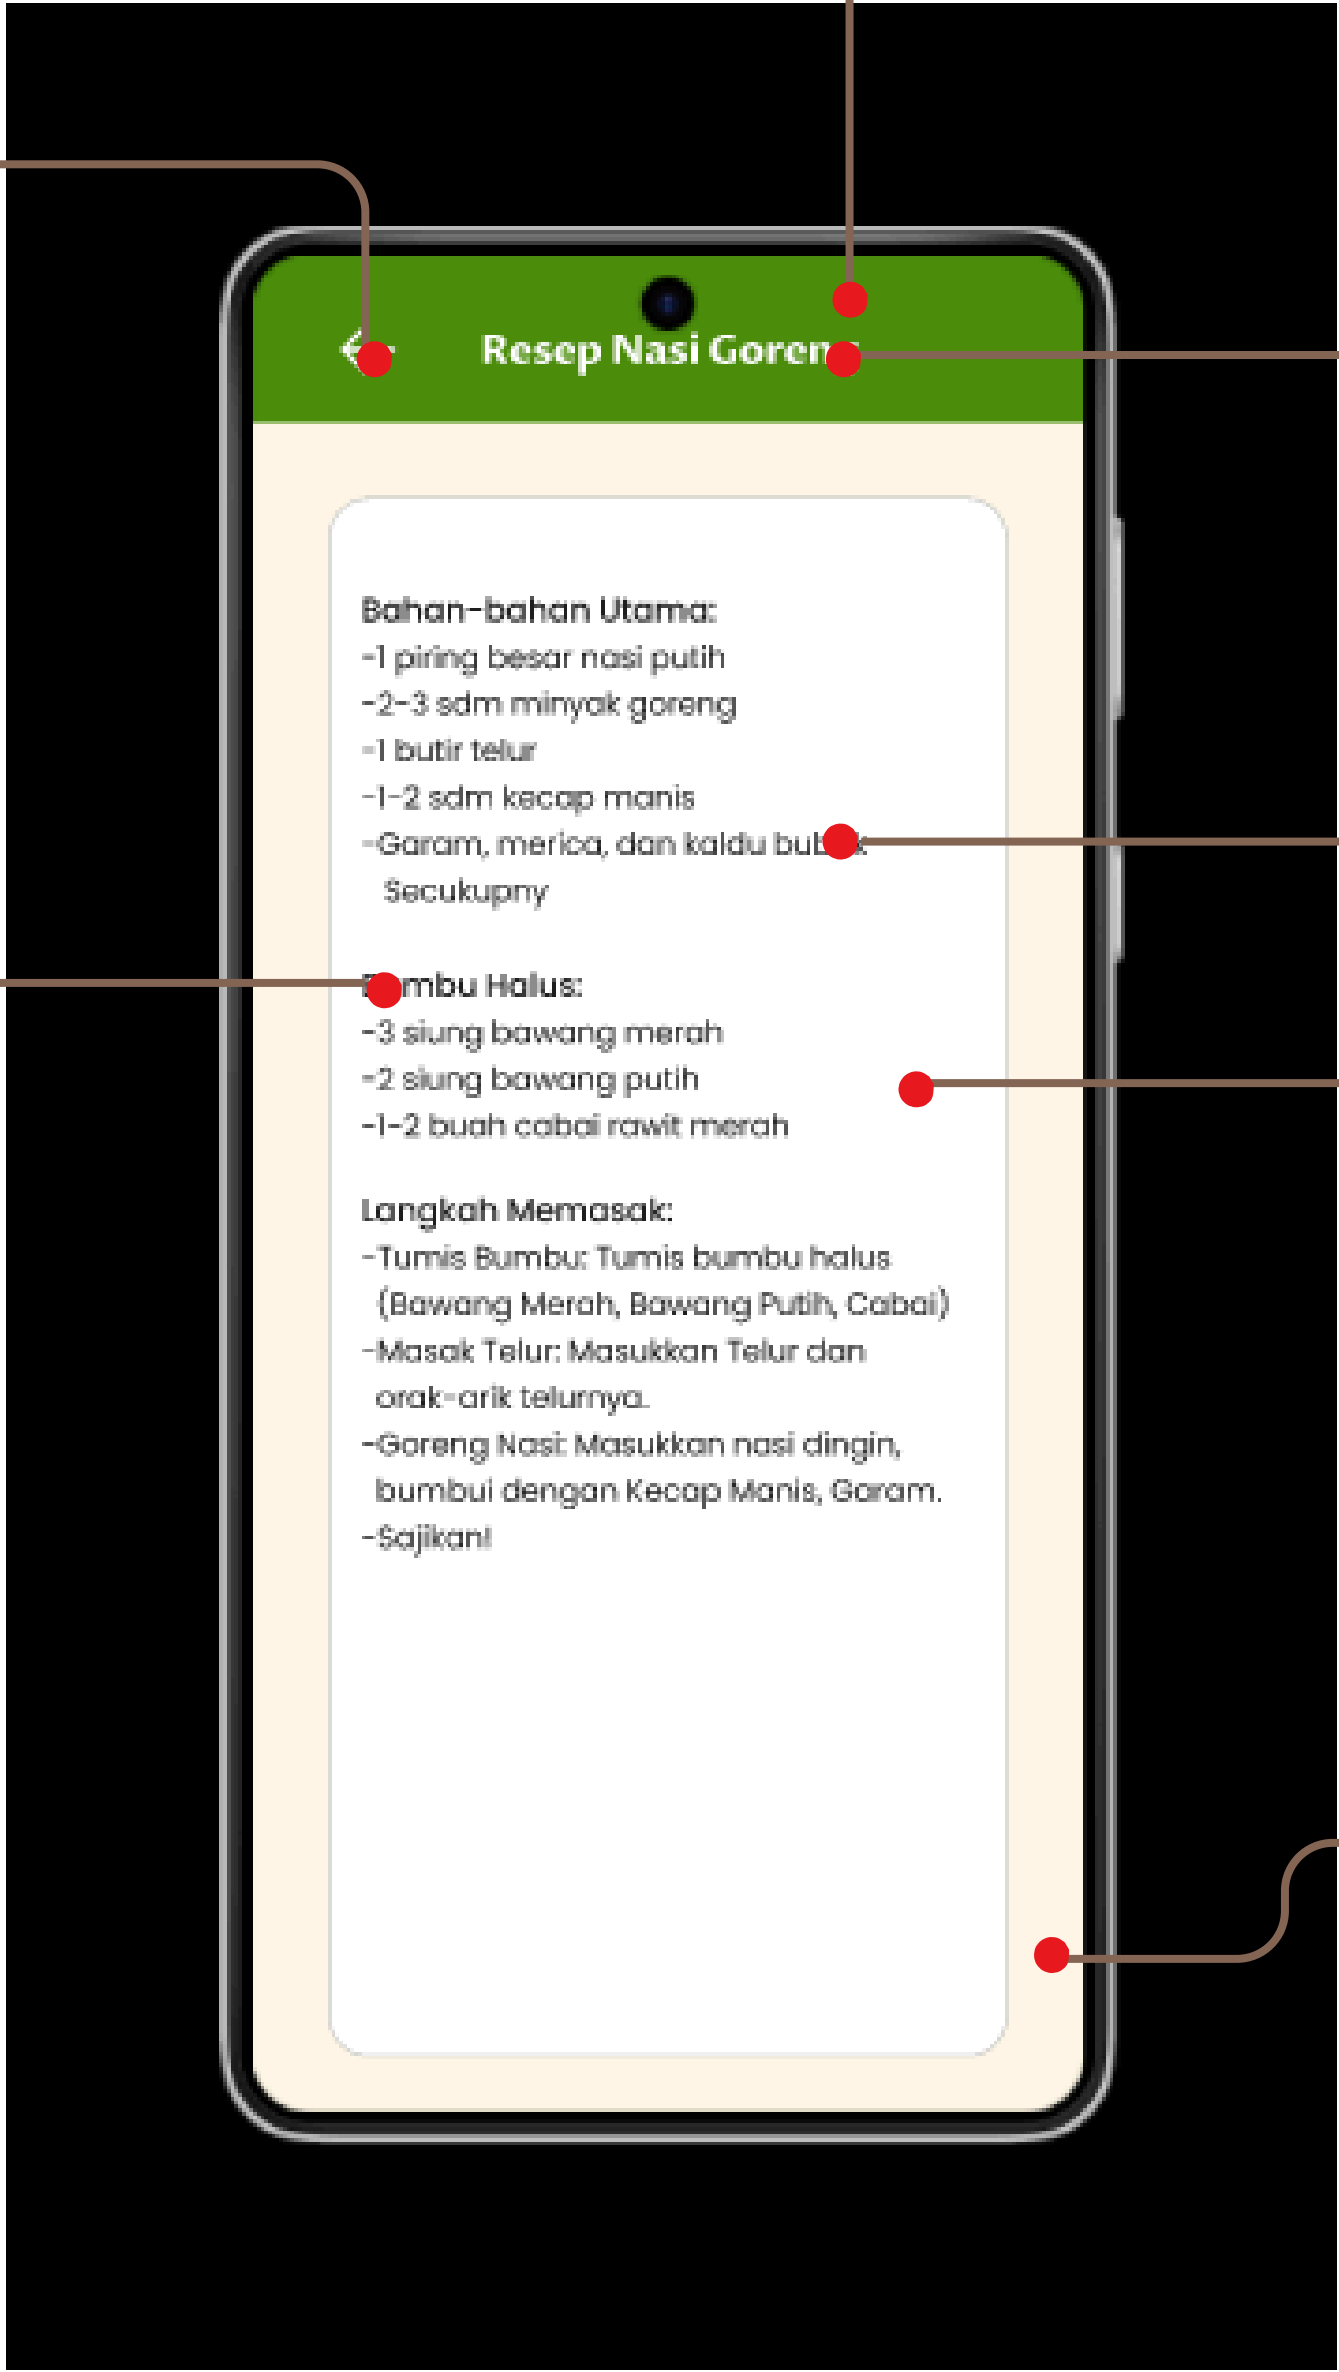 Resep Nasi Goreng
Bahan-bahan Utama:
-1 piring besar nasi putih
-2-3 sdm minyak goreng
-1 butir telur
-1-2 sdm kecap manis
-Garam, merica, dan kaldu bubuk
Secukupny
Bumbu Halus:
-3 siung bawang merah
-2 siung bawang putih
-1-2 buah cabai rawit merah
Langkah Memasak:
-Tumis Bumbu: Tumis bumbu halus
(Bawang Merah, Bawang Putih, Cabai)
-Masak Telur: Masukkan Telur dan
orak-arik telurnya.
-Goreng Nasi: Masukkan nasi dingin,
bumbui dengan Kecap Manis, Garam.
-Sajikan!